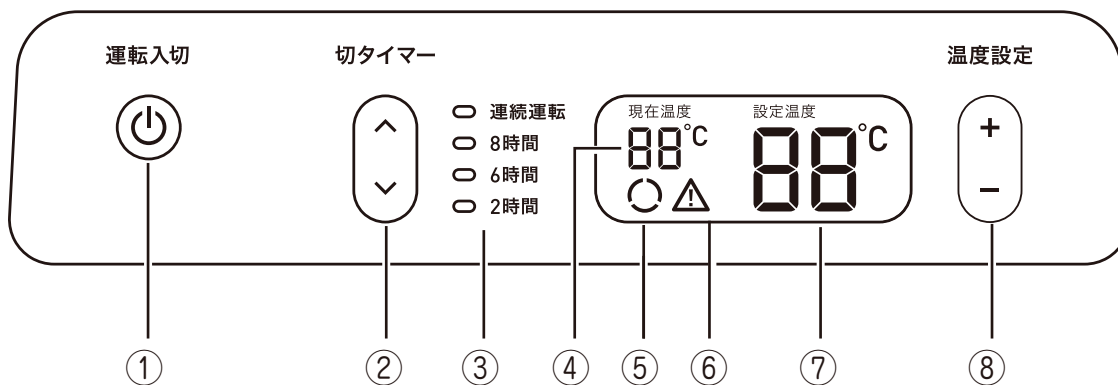 運転入切
切タイマー
連続運転
8時間
6時間
2時間
現在温度
88℃
設定温度
88℃
温度設定
+
−
① ② ③ ④ ⑤ ⑥ ⑦ ⑧